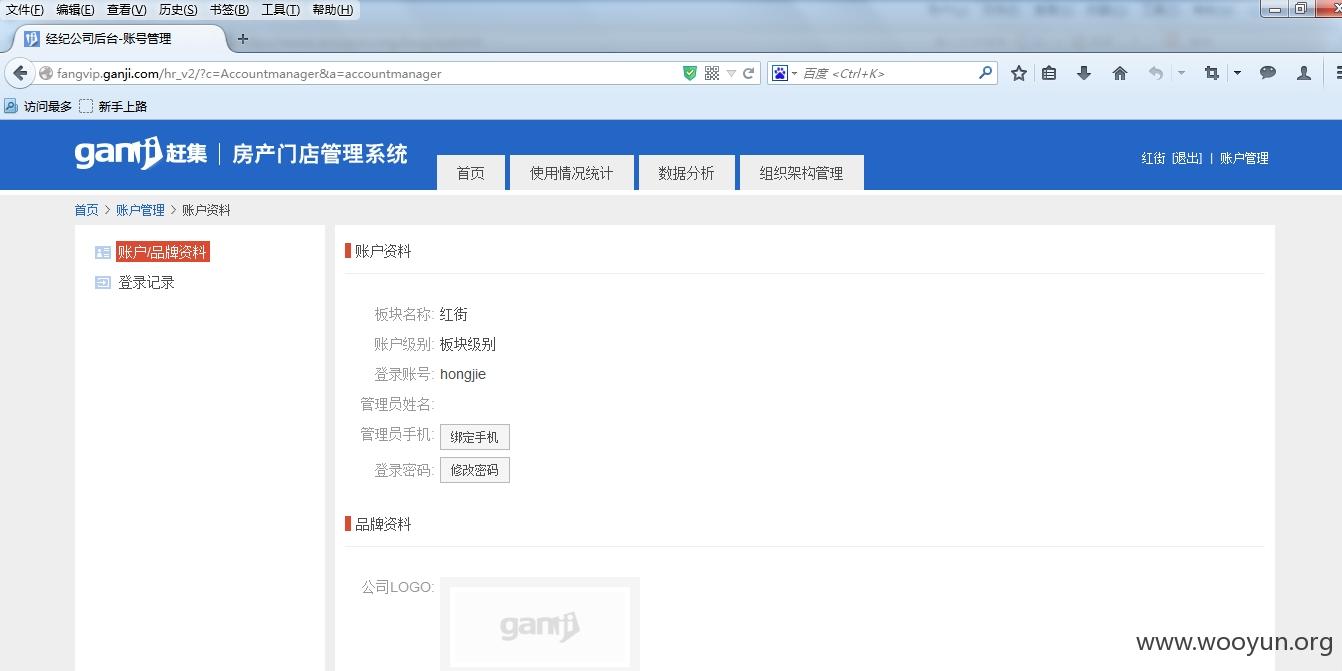 文件(F) 编辑(E) 查看(V) 历史(S) 书签(B) 工具(T) 帮助(H)
经纪公司后台-账号管理
fangvip.ganji.com/hr_v2/?c=Accountmanager&a=accountmanager
百度 <Ctrl+K>
访问最多 新手上路
ganji 赶集 | 房产门店管理系统
首页 使用情况统计 数据分析 组织架构管理
红街 [退出] | 账户管理
首页 > 账户管理 > 账户资料
账户/品牌资料
登录记录
账户资料
板块名称: 红街
账户级别: 板块级别
登录账号: hongjie
管理员姓名:
管理员手机: 绑定手机
登录密码: 修改密码
品牌资料
公司LOGO:
ganji
www.wooyun.org